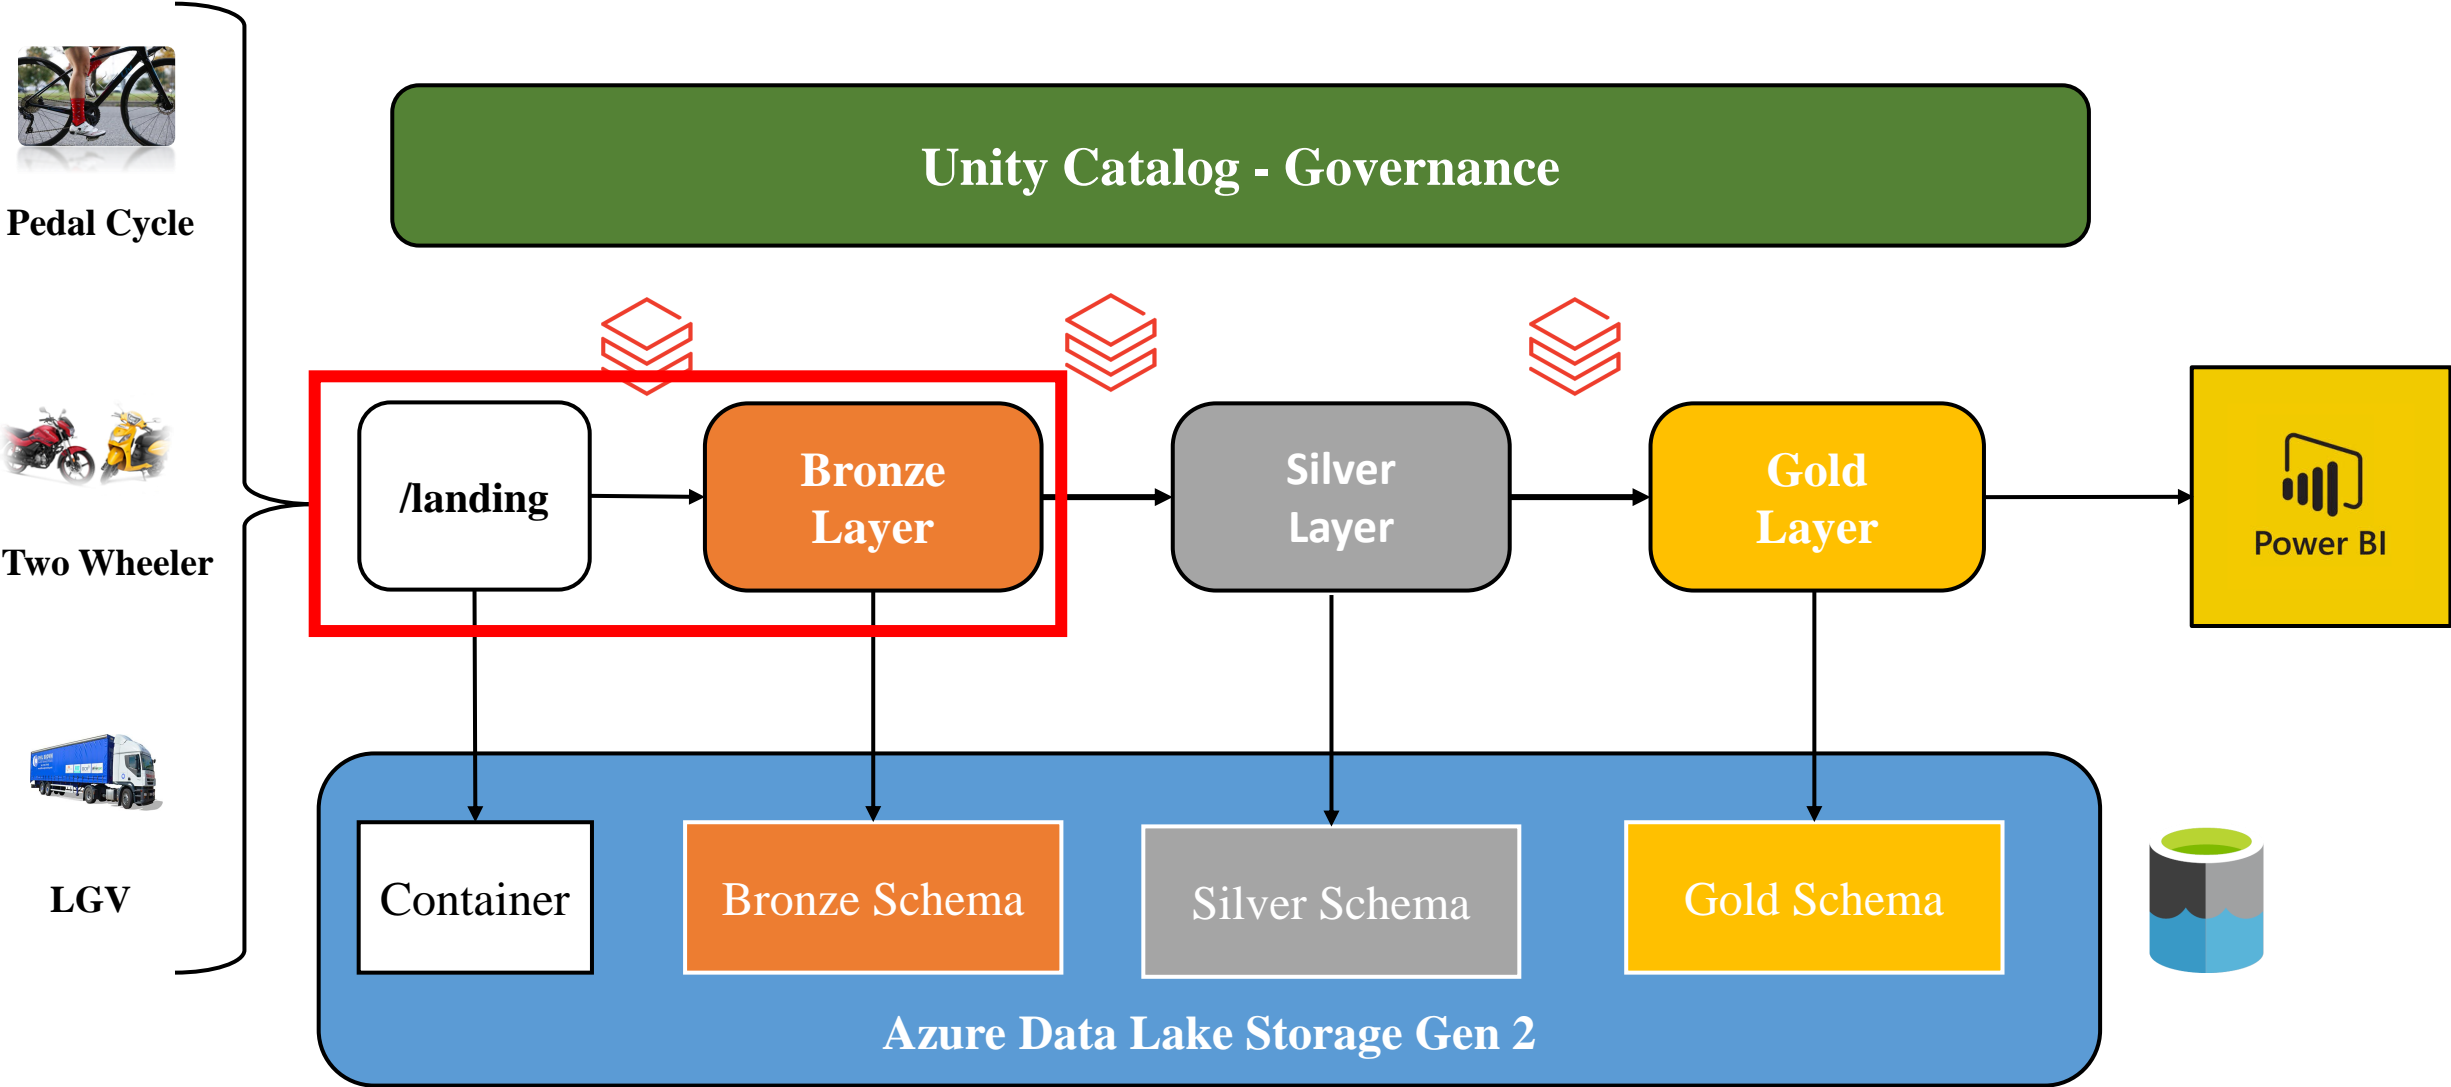 Unity Catalog - Governance
Pedal Cycle
Two Wheeler
LGV
/landing
Bronze
Layer
Silver
Layer
Gold
Layer
Power BI
Container
Bronze Schema
Silver Schema
Gold Schema
Azure Data Lake Storage Gen 2